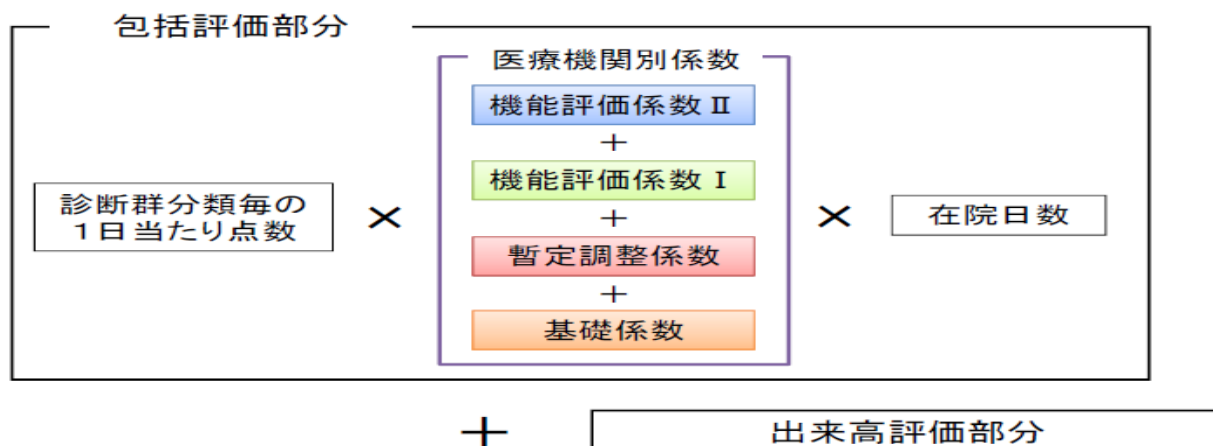 包括評価部分
医療機関別係数
機能評価係数Ⅱ
+
機能評価係数Ⅰ
+
暫定調整係数
+
基礎係数
診断群分類毎の
1日当たり点数
×
×
在院日数
+
出来高評価部分